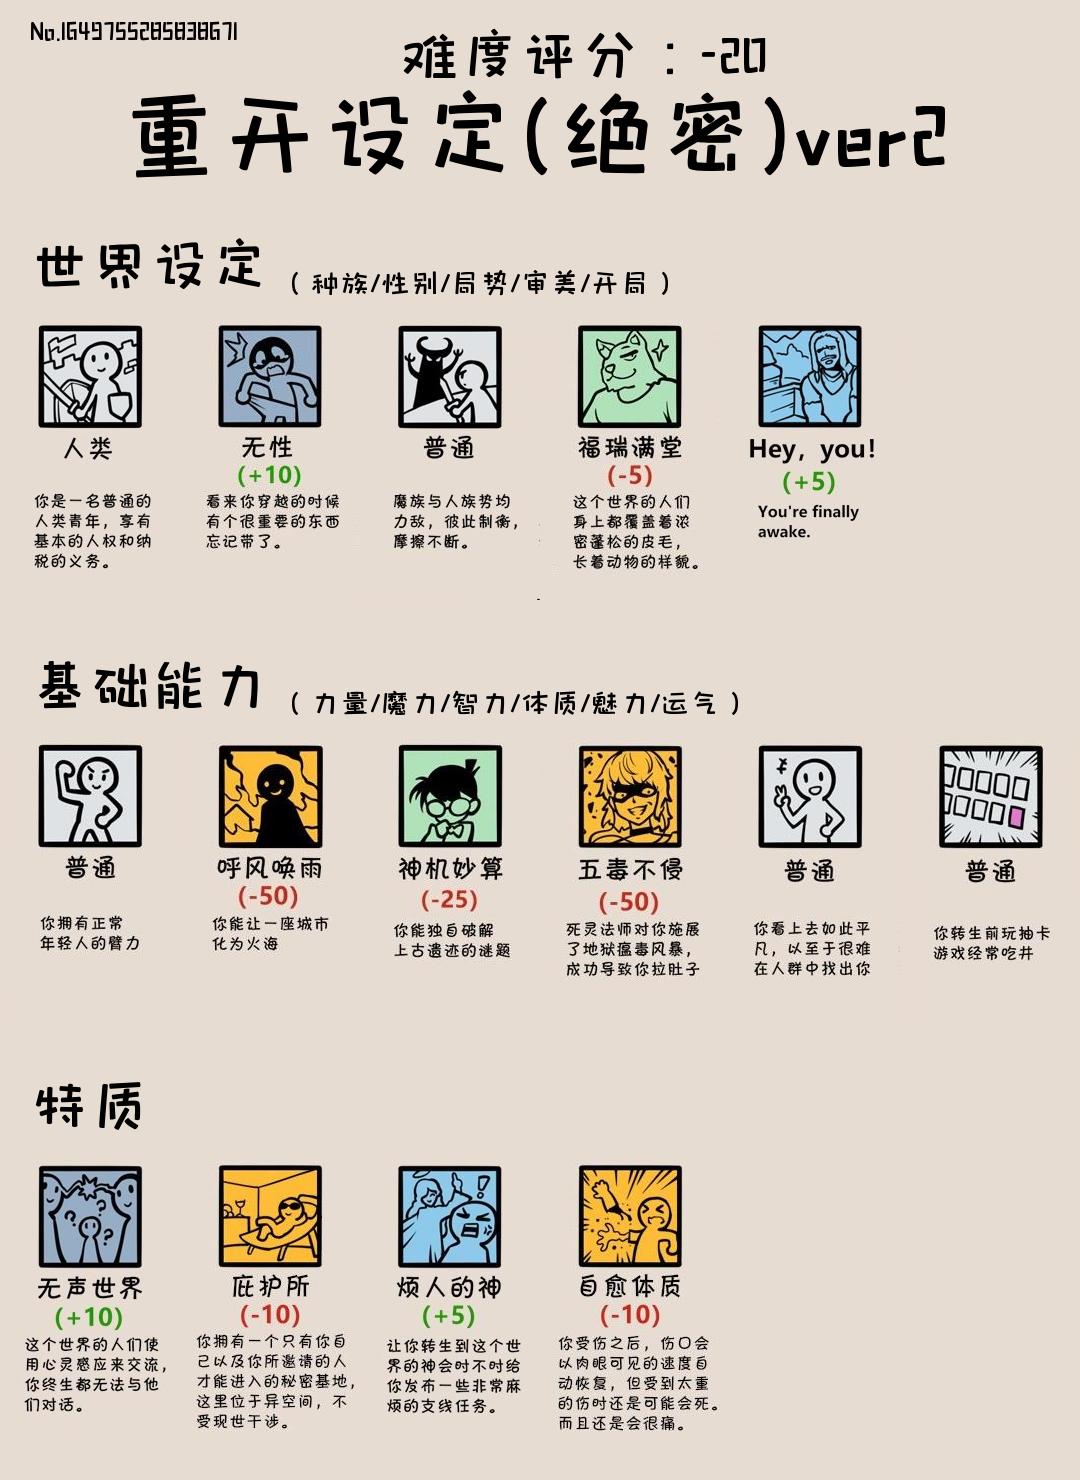 No.1649755285838671
难度评分：-20
重开设定(绝密)ver2
世界设定（种族/性别/局势/审美/开局）
人类
你是一名普通的
人类青年，享有
基本的人权和纳
税的义务。
无性
(+10)
看来你穿越的时候
有个很重要的东西
忘记带了。
普通
魔族与人族势均
力敌，彼此制衡，
摩擦不断。
福瑞满堂
(-5)
这个世界的人们
身上都覆盖着浓
密蓬松的皮毛，
长着动物的样貌。
Hey, you!
(+5)
You're finally
awake.
基础能力（力量/魔力/智力/体质/魅力/运气）
普通
你拥有正常
年轻人的臂力
呼风唤雨
(-50)
你能让一座城市
化为火海
神机妙算
(-25)
你能独自破解
上古遗迹的谜题
五毒不侵
(-50)
死灵法师对你施展
了地狱瘟毒风暴，
成功导致你拉肚子
普通
你看上去如此平
凡，以至于很难
在人群中找出你
普通
你转生前玩抽卡
游戏经常吃井
特质
无声世界
(+10)
这个世界的人们使
用心灵感应来交流，
你终生都无法与他
们对话。
庇护所
(-10)
你拥有一个只有你自
己以及你所邀请的人
才能进入的秘密基地，
这里位于异空间，不
受现世干涉。
烦人的神
(+5)
让你转生到这个世
界的神会时不时给
你发布一些非常麻
烦的支线任务。
自愈体质
(-10)
你受伤之后，伤口会
以肉眼可见的速度自
动恢复，但受到太重
的伤时还是可能会死。
而且还是会很痛。